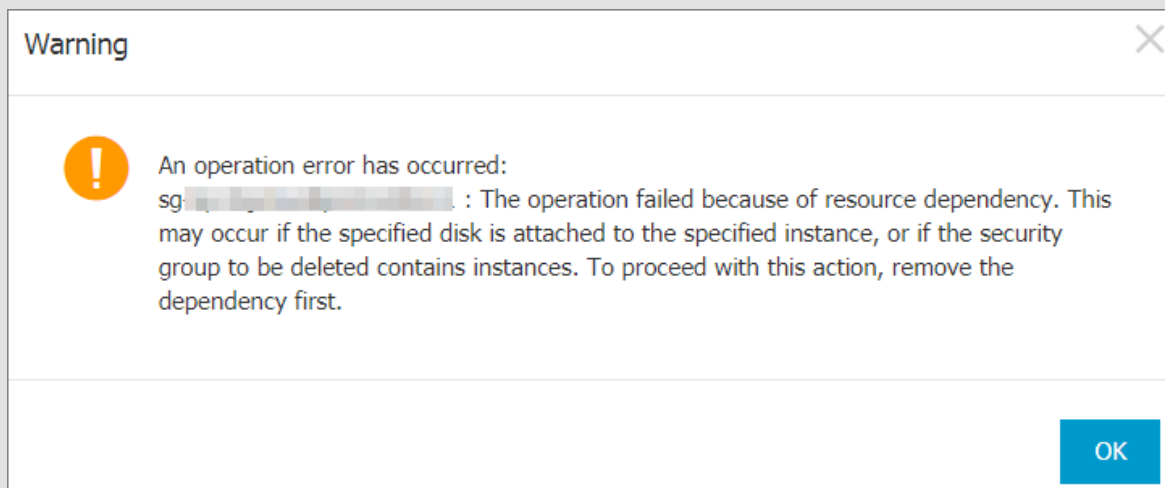 Warning
An operation error has occurred:
sg- : The operation failed because of resource dependency. This
may occur if the specified disk is attached to the specified instance, or if the security
group to be deleted contains instances. To proceed with this action, remove the
dependency first.
OK